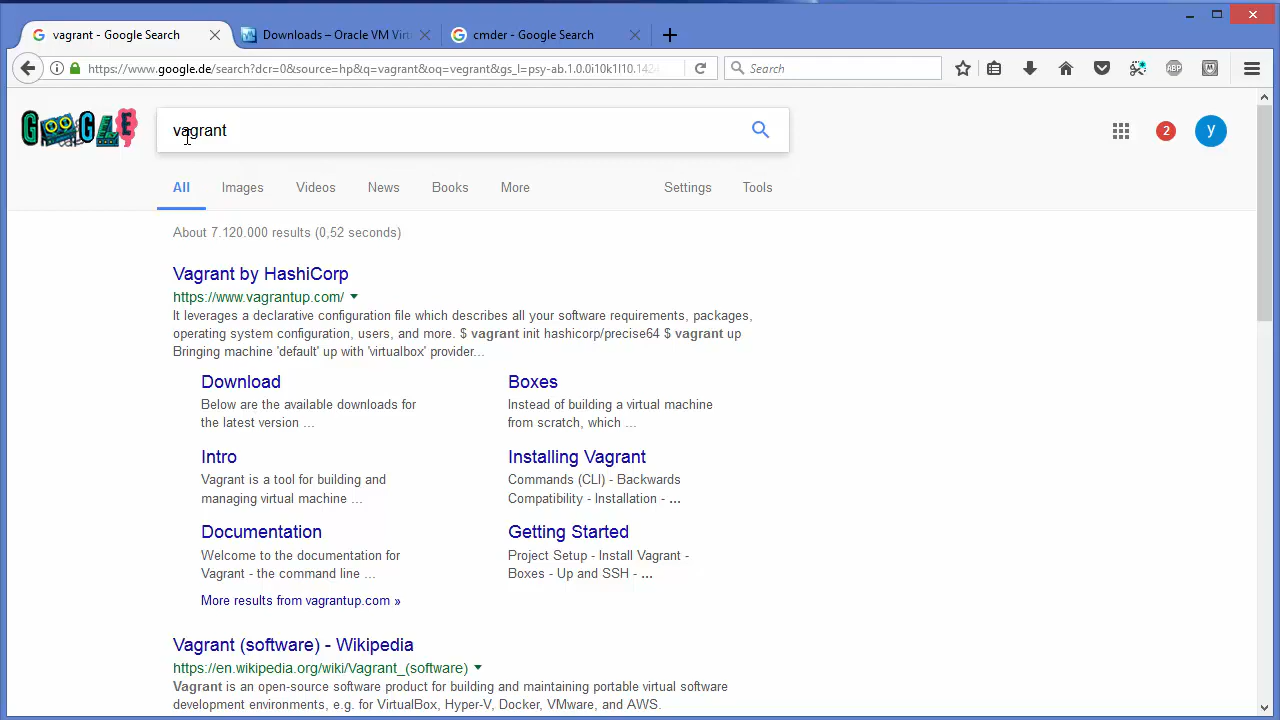 vagrant - Google Search
Downloads – Oracle VM Virt
cmder - Google Search
https://www.google.de/search?dcr=0&source=hp&q=vagrant&oq=vegrant&gs_l=psy-ab.1.0.0i10k1l10.1424
Search
ABP
Google
vagrant
2
y
All
Images
Videos
News
Books
More
Settings
Tools
About 7.120.000 results (0,52 seconds)
Vagrant by HashiCorp
https://www.vagrantup.com/
It leverages a declarative configuration file which describes all your software requirements, packages,
operating system configuration, users, and more. $ vagrant init hashicorp/precise64 $ vagrant up
Bringing machine 'default' up with 'virtualbox' provider...
Download
Below are the available downloads for
the latest version ...
Boxes
Instead of building a virtual machine
from scratch, which ...
Intro
Vagrant is a tool for building and
managing virtual machine ...
Installing Vagrant
Commands (CLI) - Backwards
Compatibility - Installation - ...
Documentation
Welcome to the documentation for
Vagrant - the command line ...
Getting Started
Project Setup - Install Vagrant -
Boxes - Up and SSH - ...
More results from vagrantup.com »
Vagrant (software) - Wikipedia
https://en.wikipedia.org/wiki/Vagrant_(software)
Vagrant is an open-source software product for building and maintaining portable virtual software
development environments, e.g. for VirtualBox, Hyper-V, Docker, VMware, and AWS.